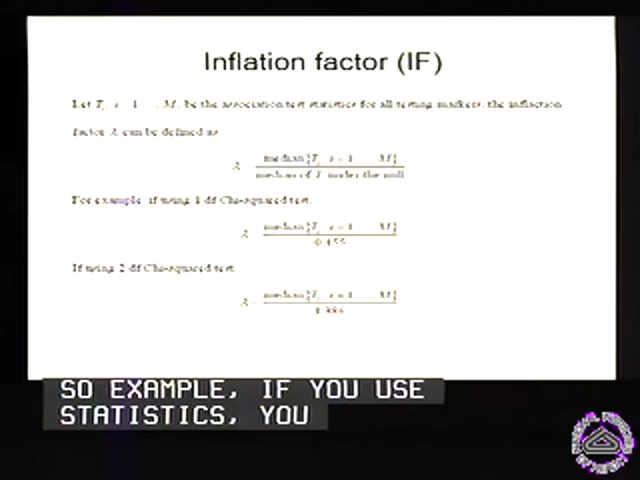 Inflation factor (IF)
Let T, i = 1 ... M, be the association test statistics for all testing markers, the inflation
factor λ can be defined as
median{T, i = 1 ... M}
median of T under the null
For example, if using 1 df Chi-squared test,
median{T, i = 1 ... M}
0.455
If using 2 df Chi-squared test
median{T, i = 1 ... M}
1.386
SO EXAMPLE, IF YOU USE
STATISTICS, YOU